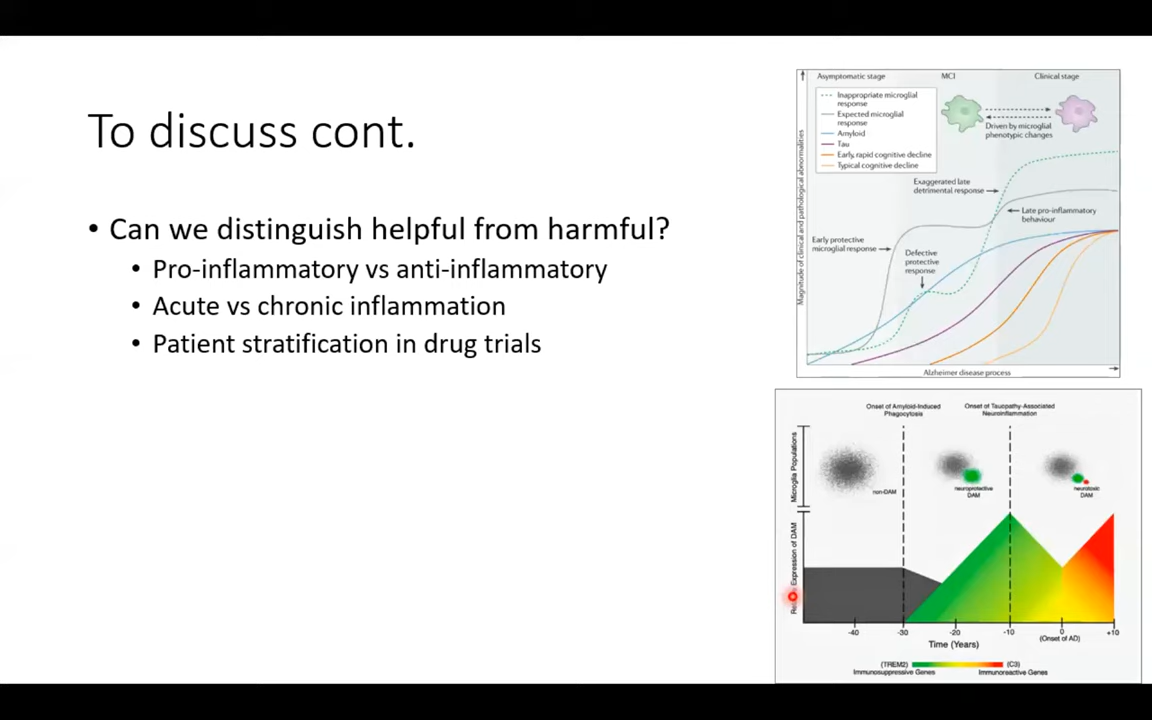 To discuss cont.
• Can we distinguish helpful from harmful?
• Pro-inflammatory vs anti-inflammatory
• Acute vs chronic inflammation
• Patient stratification in drug trials
Asymptomatic stage
MCI
Clinical stage
Inappropriate microglial
response
Expected microglial
response
Amyloid
Tau
Early, rapid cognitive decline
Typical cognitive decline
Driven by microglial
phenotypic changes
Exaggerated late
detrimental response
Late pro-inflammatory
behaviour
Early protective
microglial response
Defective
protective
response
Magnitude of clinical and pathological abnormalities
Alzheimer disease process
Onset of Amyloid-Induced
Phagocytosis
Onset of Tauopathy-Associated
Neuroinflammation
Microglia Populations
non-DAM
neuroprotective
DAM
neurotoxic
DAM
Expression of DAM
-40
-30
-20
-10
0
+10
(Onset of AD)
Time (Years)
(TREM2)
Immunosuppressive Genes
(C3)
Immunoreactive Genes